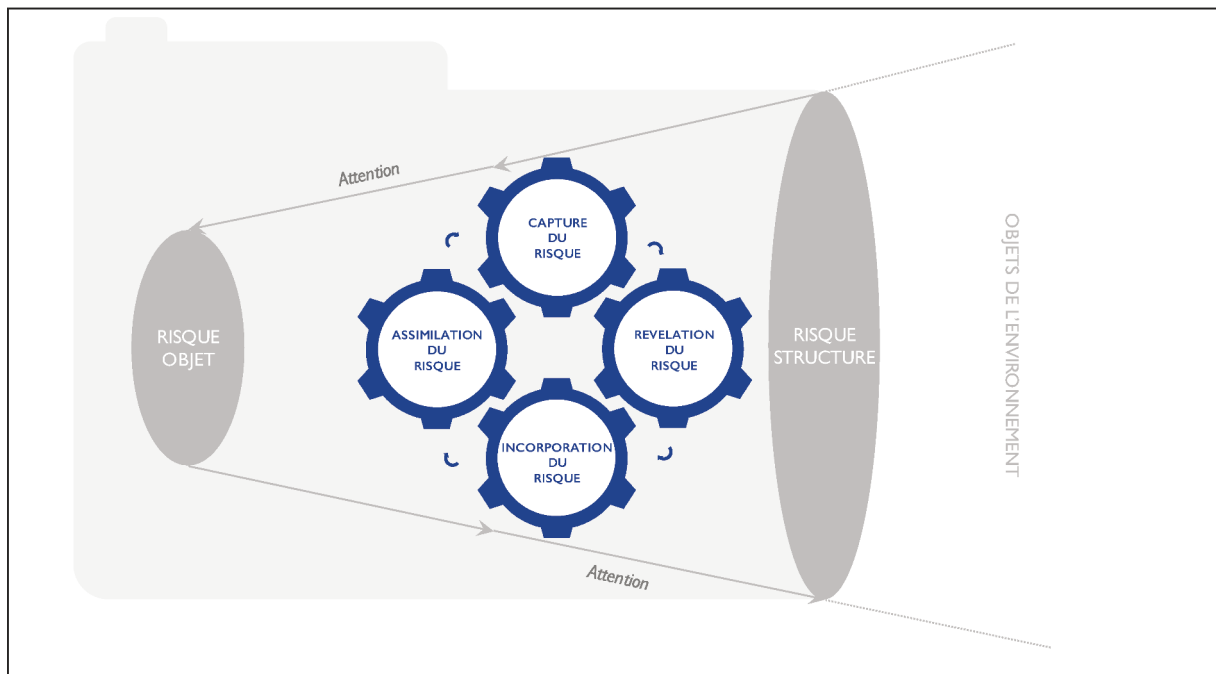 Attention
CAPTURE
DU
RISQUE
ASSIMILATION
DU
RISQUE
REVELATION
DU
RISQUE
INCORPORATION
DU
RISQUE
RISQUE
OBJET
RISQUE
STRUCTURE
OBJETS DE L'ENVIRONNEMENT
Attention